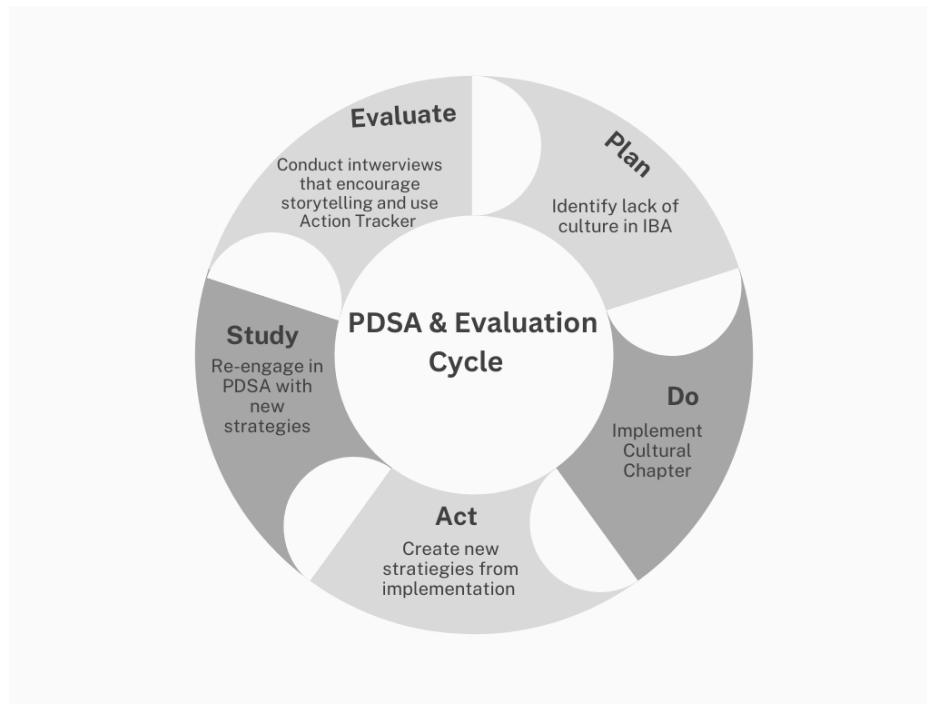 PDSA & Evaluation
Cycle
Plan
Identify lack of
culture in IBA
Do
Implement
Cultural
Chapter
Act
Create new
stratiegies from
implementation
Study
Re-engage in
PDSA with
new
strategies
Evaluate
Conduct intwerviews
that encourage
storytelling and use
Action Tracker